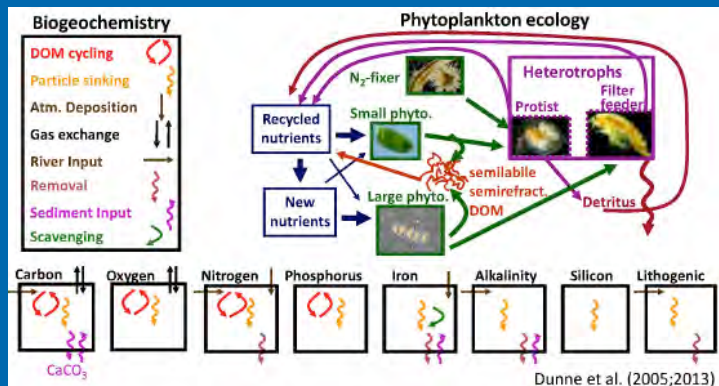 Biogeochemistry
DOM cycling
Particle sinking
Atm. Deposition
Gas exchange
River Input
Removal
Sediment Input
Scavenging
Phytoplankton ecology
N₂-fixer
Heterotrophs
Recycled
nutrients
Small phyto.
Protist
Filter
feeder
New
nutrients
Large phyto.
semilabile
semirefract.
DOM
Detritus
Carbon
Oxygen
Nitrogen
Phosphorus
Iron
Alkalinity
Silicon
Lithogenic
CaCO₃
Dunne et al. (2005;2013)